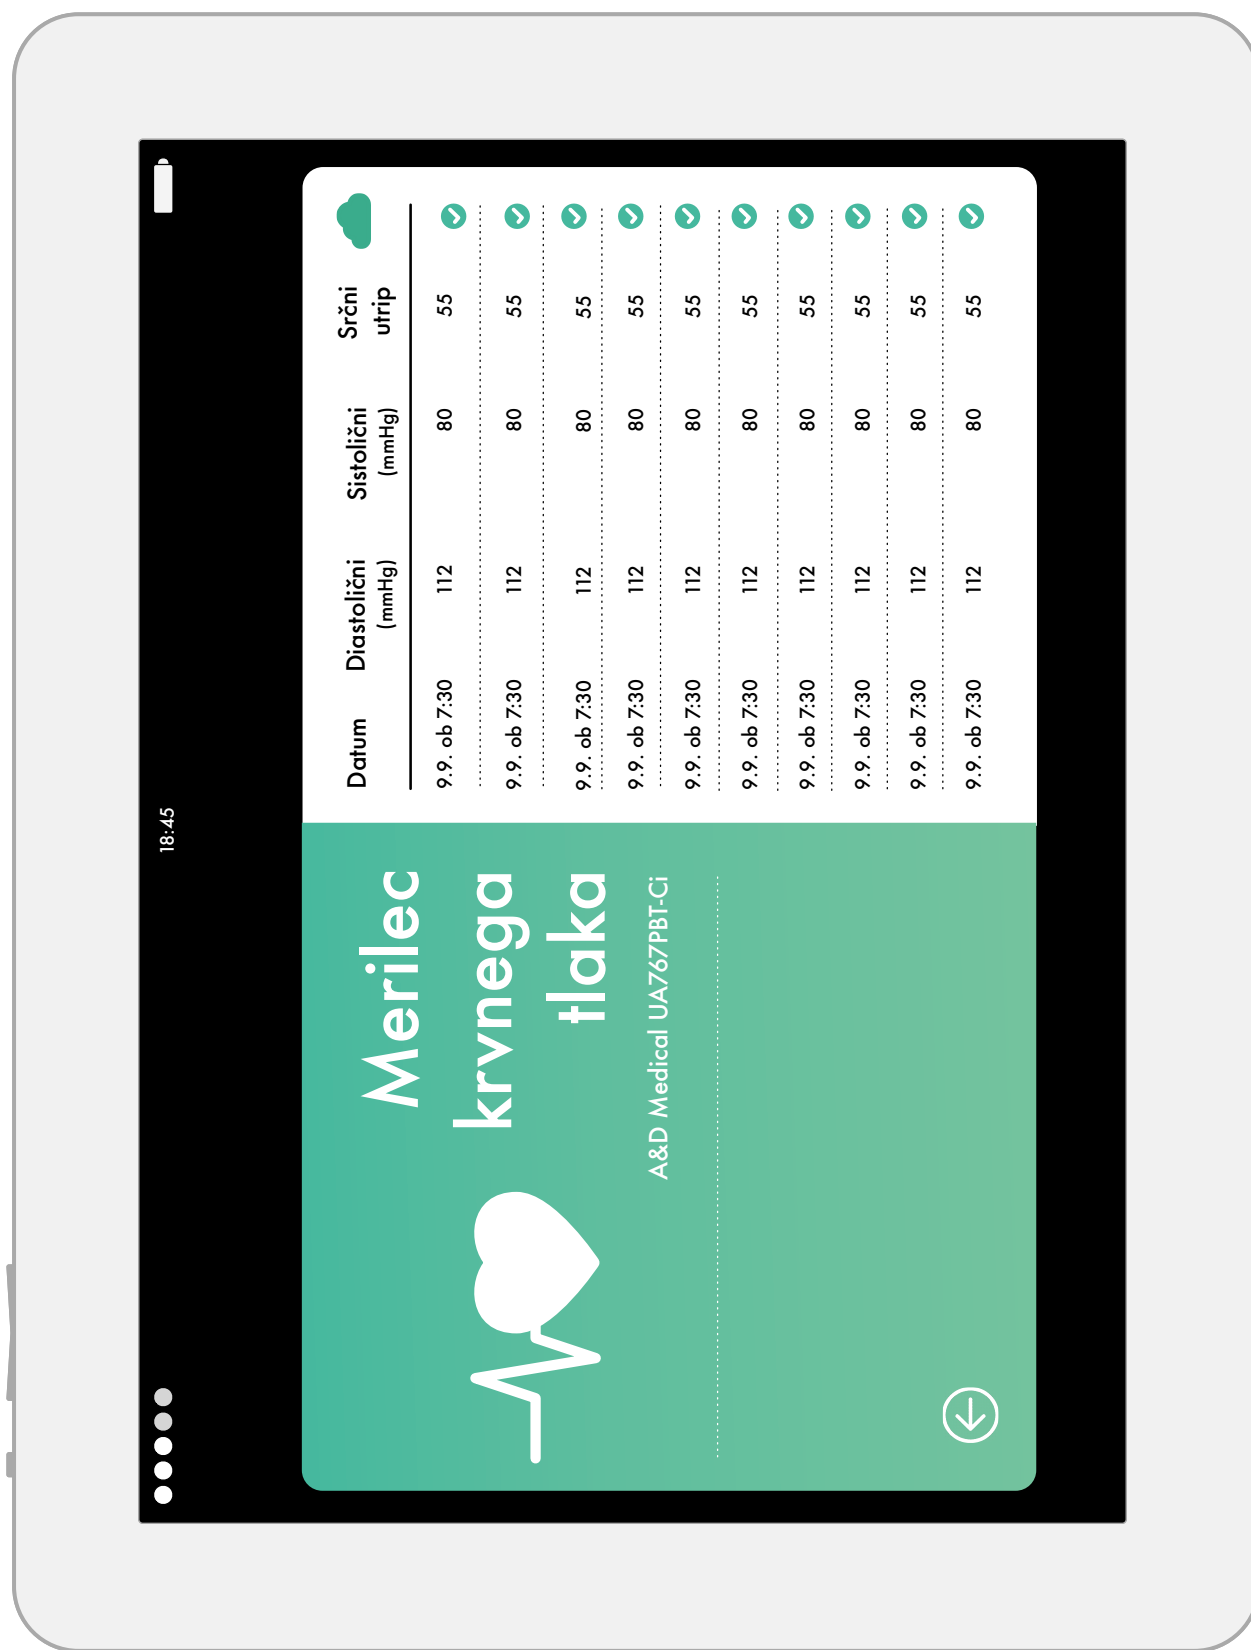 18:45
Merilec
krvnega
tlaka
A&D Medical UA767PBT-Ci
Datum Diastolični (mmHg) Sistolični (mmHg) Srčni utrip
9.9. ob 7:30 112 80 55
9.9. ob 7:30 112 80 55
9.9. ob 7:30 112 80 55
9.9. ob 7:30 112 80 55
9.9. ob 7:30 112 80 55
9.9. ob 7:30 112 80 55
9.9. ob 7:30 112 80 55
9.9. ob 7:30 112 80 55
9.9. ob 7:30 112 80 55
9.9. ob 7:30 112 80 55